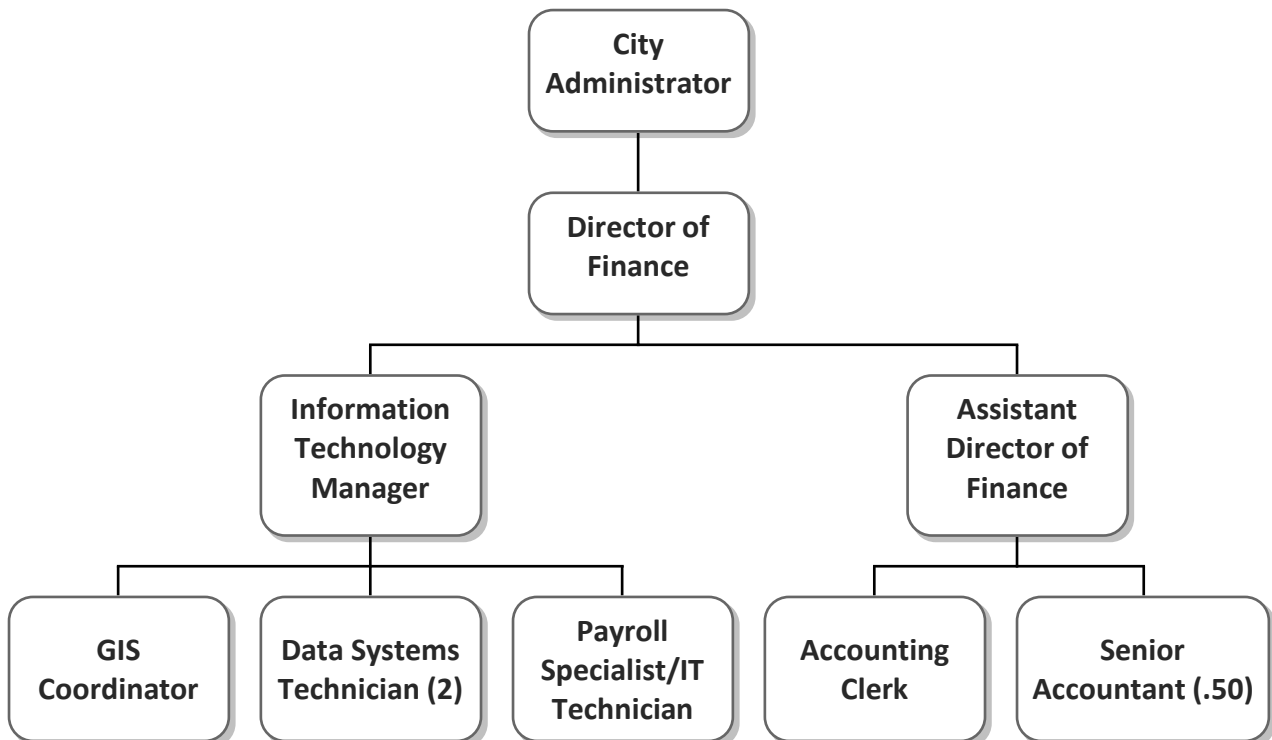 City
Administrator
Director of
Finance
Information
Technology
Manager
Assistant
Director of
Finance
GIS
Coordinator
Data Systems
Technician (2)
Payroll
Specialist/IT
Technician
Accounting
Clerk
Senior
Accountant (.50)